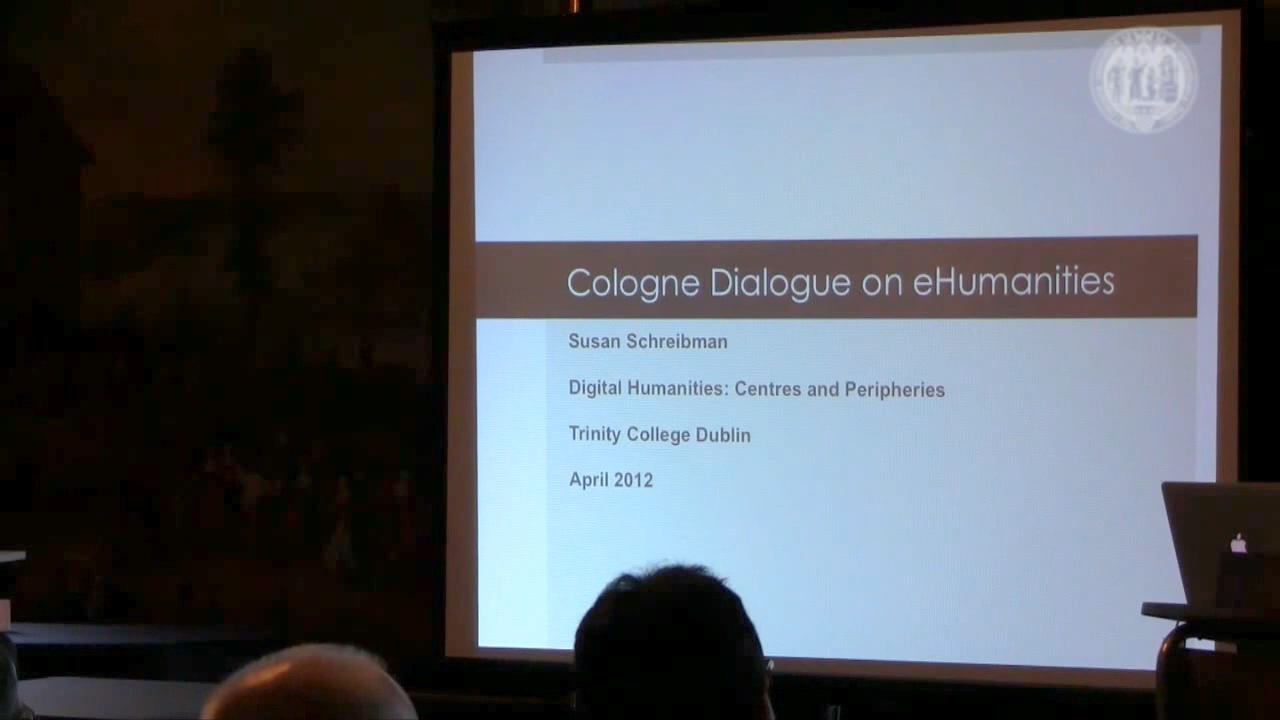 Cologne Dialogue on eHumanities
Susan Schreibman
Digital Humanities: Centres and Peripheries
Trinity College Dublin
April 2012